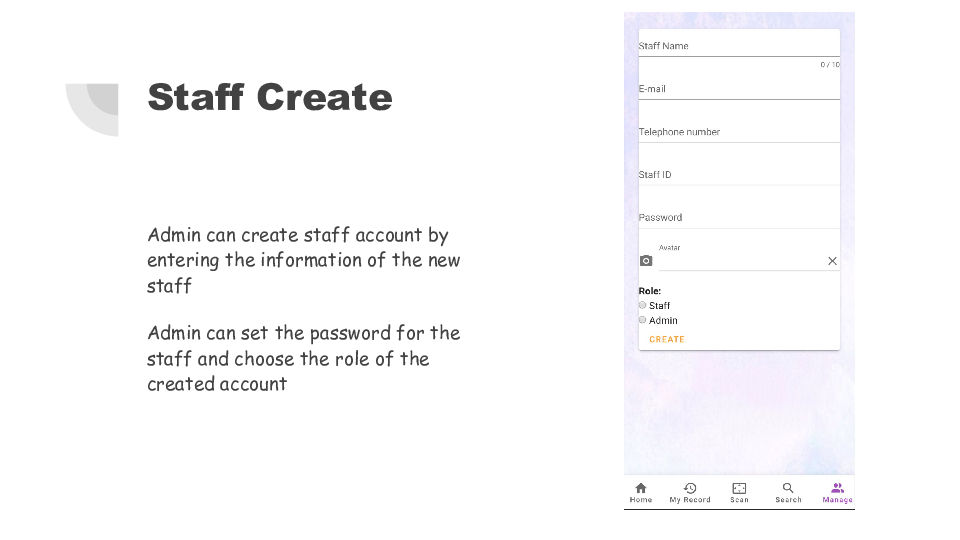 Staff Create
Admin can create staff account by
entering the information of the new
staff
Admin can set the password for the
staff and choose the role of the
created account
Staff Name
0 / 10
E-mail
Telephone number
Staff ID
Password
Avatar
Role:
Staff
Admin
CREATE
Home My Record Scan Search Manage